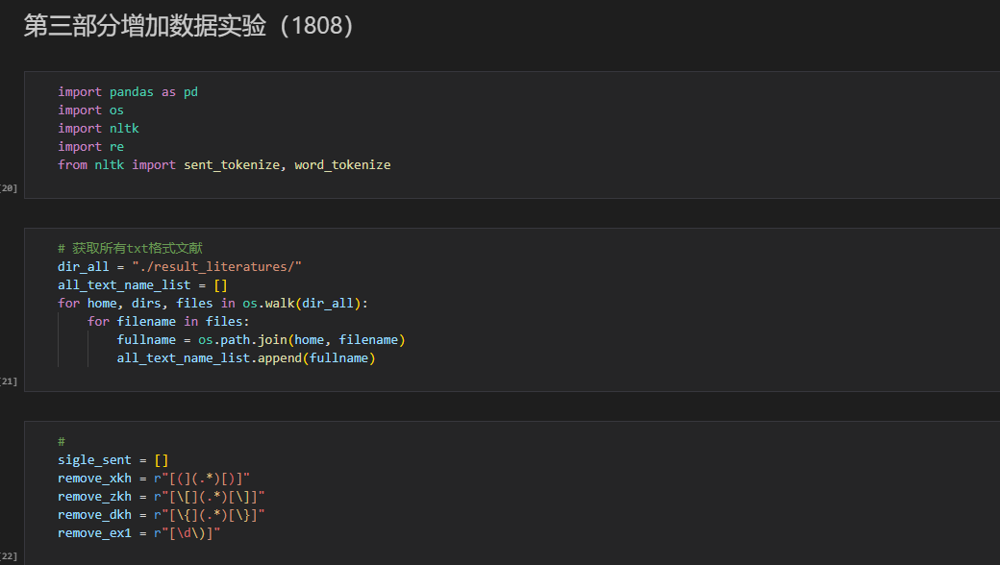 第三部分增加数据实验（1808）
import pandas as pd
import os
import nltk
import re
from nltk import sent_tokenize, word_tokenize
[20]
# 获取所有txt格式文献
dir_all = "./result_literatures/"
all_text_name_list = []
for home, dirs, files in os.walk(dir_all):
    for filename in files:
        fullname = os.path.join(home, filename)
        all_text_name_list.append(fullname)
[21]
#
sigle_sent = []
remove_xkh = r"[(](.*)[)]"
remove_zkh = r"[\[](.*)[\]]"
remove_dkh = r"[\{](.*)[\}]"
remove_ex1 = r"[\d\)]"
[22]